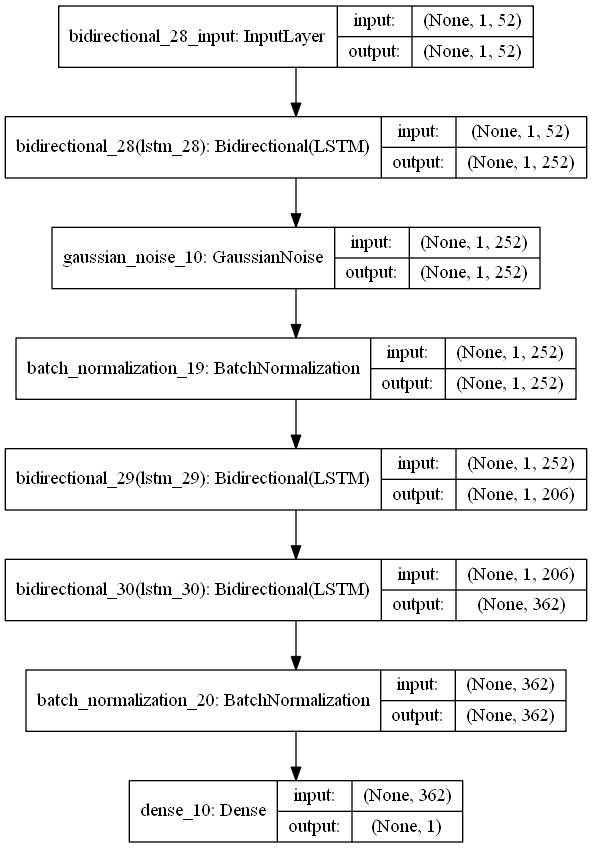 bidirectional_28_input: InputLayer
input: (None, 1, 52)
output: (None, 1, 52)
bidirectional_28(lstm_28): Bidirectional(LSTM)
input: (None, 1, 52)
output: (None, 1, 252)
gaussian_noise_10: GaussianNoise
input: (None, 1, 252)
output: (None, 1, 252)
batch_normalization_19: BatchNormalization
input: (None, 1, 252)
output: (None, 1, 252)
bidirectional_29(lstm_29): Bidirectional(LSTM)
input: (None, 1, 252)
output: (None, 1, 206)
bidirectional_30(lstm_30): Bidirectional(LSTM)
input: (None, 1, 206)
output: (None, 362)
batch_normalization_20: BatchNormalization
input: (None, 362)
output: (None, 362)
dense_10: Dense
input: (None, 362)
output: (None, 1)